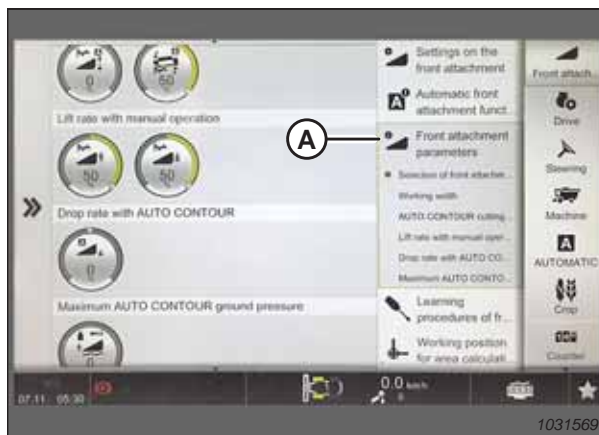 0
50
Lift rate with manual operation
50
50
Drop rate with AUTO CONTOUR
0
Maximum AUTO CONTOUR ground pressure
0
Settings on the
front attachment
Automatic front
attachment funct
A
Front attachment
parameters
Selection of front attachm...
Working width
AUTO CONTOUR cutting...
Lift rate with manual oper...
Drop rate with AUTO CO...
Maximum AUTO CONTO...
Learning
procedures of fr...
Working position
for area calculati...
Front attach...
Drive
Steering
Machine
A
AUTOMATIC
Crop
Counter
07.11 05:30
0.0 km/h
0
1031569